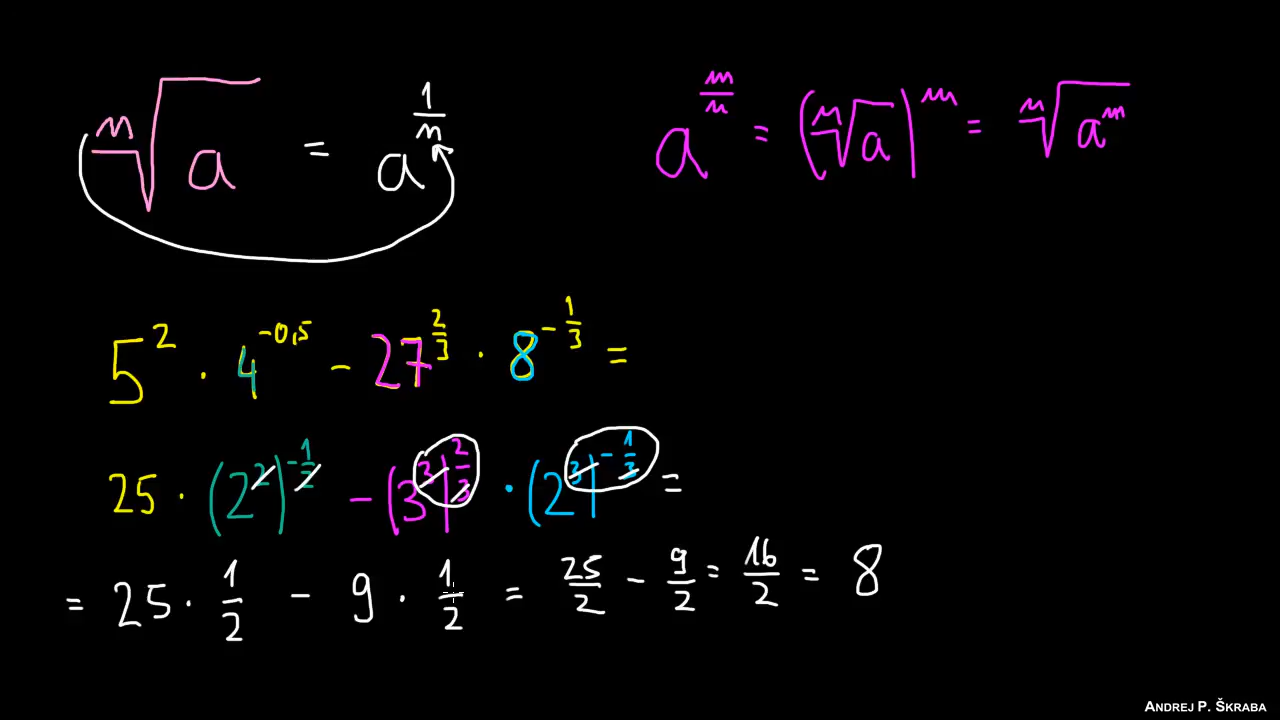 ⁿ√a = a^(1/n)
a^(m/n) = (ⁿ√a)^m = ⁿ√(a^m)
5² · 4^(-0,5) - 27^(2/3) · 8^(-1/3) =
25 · (2²)^(-1/2) - (3³)^(2/3) · (2³)^(-1/3) =
= 25 · 1/2 - 9 · 1/2 = 25/2 - 9/2 = 16/2 = 8
ANDREJ P. ŠKRABA